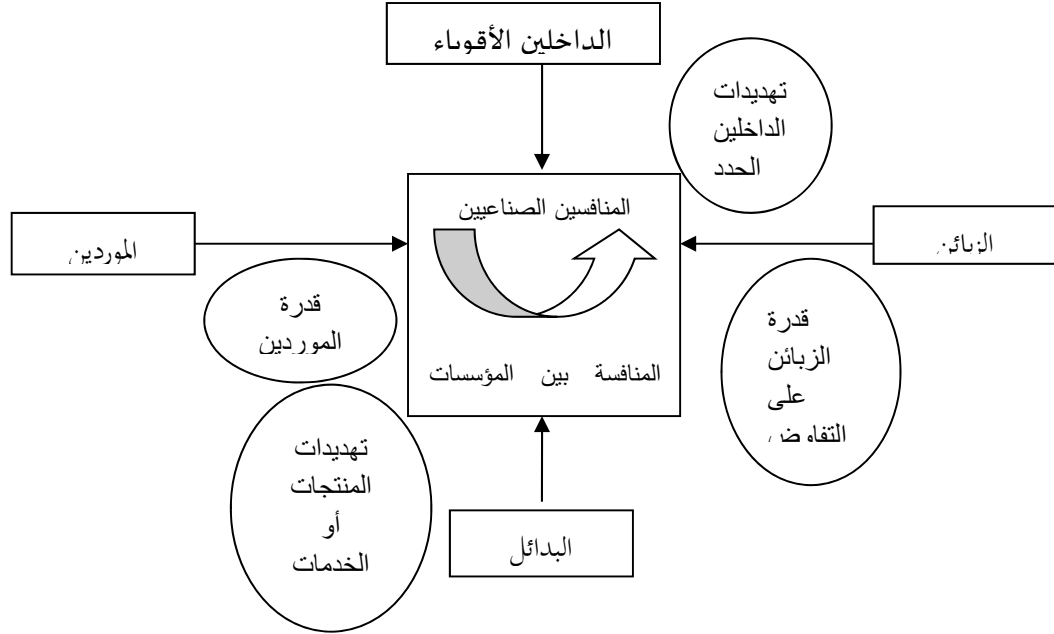 الداخلين الأقوياء
تهديدات
الداخلين
الحدد
المنافسين الصناعيين
الموردين
الزبائن
قدرة
الموردين
قدرة
الزبائن
على
التفاوض
المنافسة بين المؤسسات
تهديدات
المنتجات
أو
الخدمات
البدائل